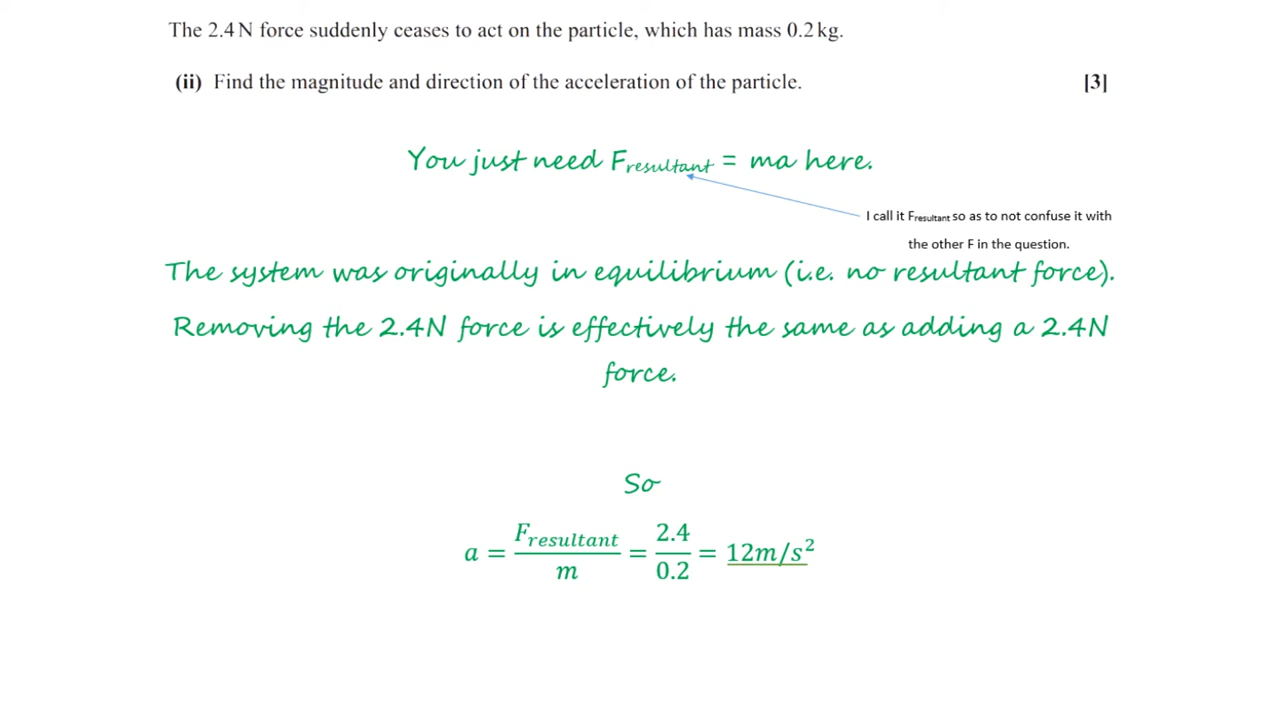 The 2.4 N force suddenly ceases to act on the particle, which has mass 0.2 kg.
(ii) Find the magnitude and direction of the acceleration of the particle. [3]
You just need F_resultant = ma here.
I call it F_resultant so as to not confuse it with
the other F in the question.
The system was originally in equilibrium (i.e. no resultant force).
Removing the 2.4N force is effectively the same as adding a 2.4N
force.
So
a = F_resultant / m = 2.4 / 0.2 = 12m/s²